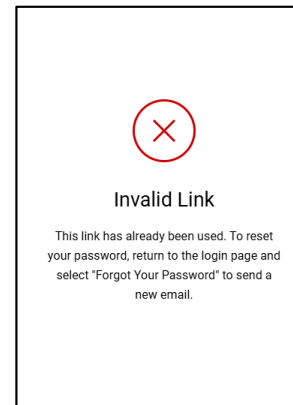 Invalid Link
This link has already been used. To reset
your password, return to the login page and
select "Forgot Your Password" to send a
new email.